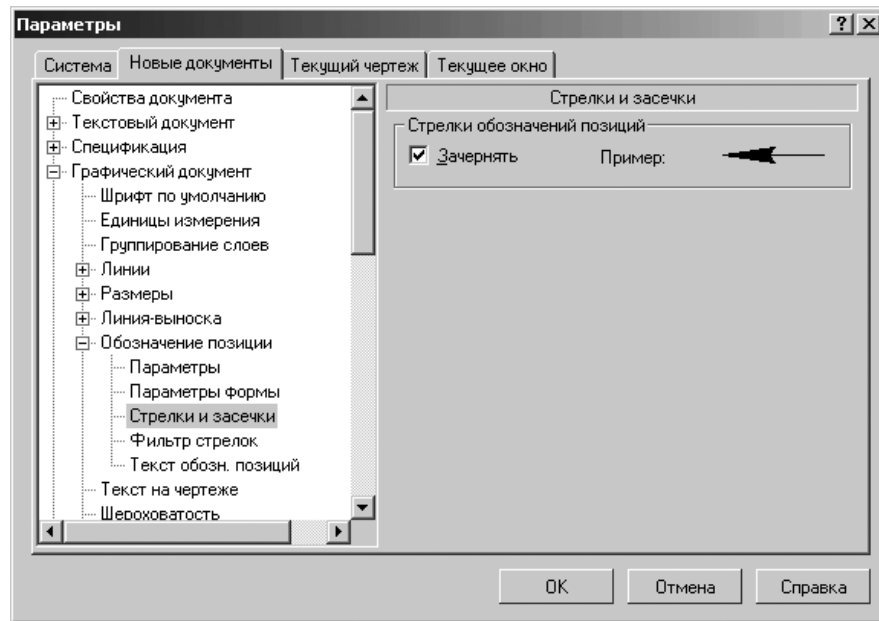 Параметры
Система Новые документы Текущий чертеж Текущее окно
Свойства документа
Текстовый документ
Спецификация
Графический документ
Шрифт по умолчанию
Единицы измерения
Группирование слоев
Линии
Размеры
Линия-выноска
Обозначение позиции
Параметры
Параметры формы
Стрелки и засечки
Фильтр стрелок
Текст обозн. позиций
Текст на чертеже
Шероховатость
Стрелки и засечки
Стрелки обозначений позиций
Зачернять Пример:
OK Отмена Справка